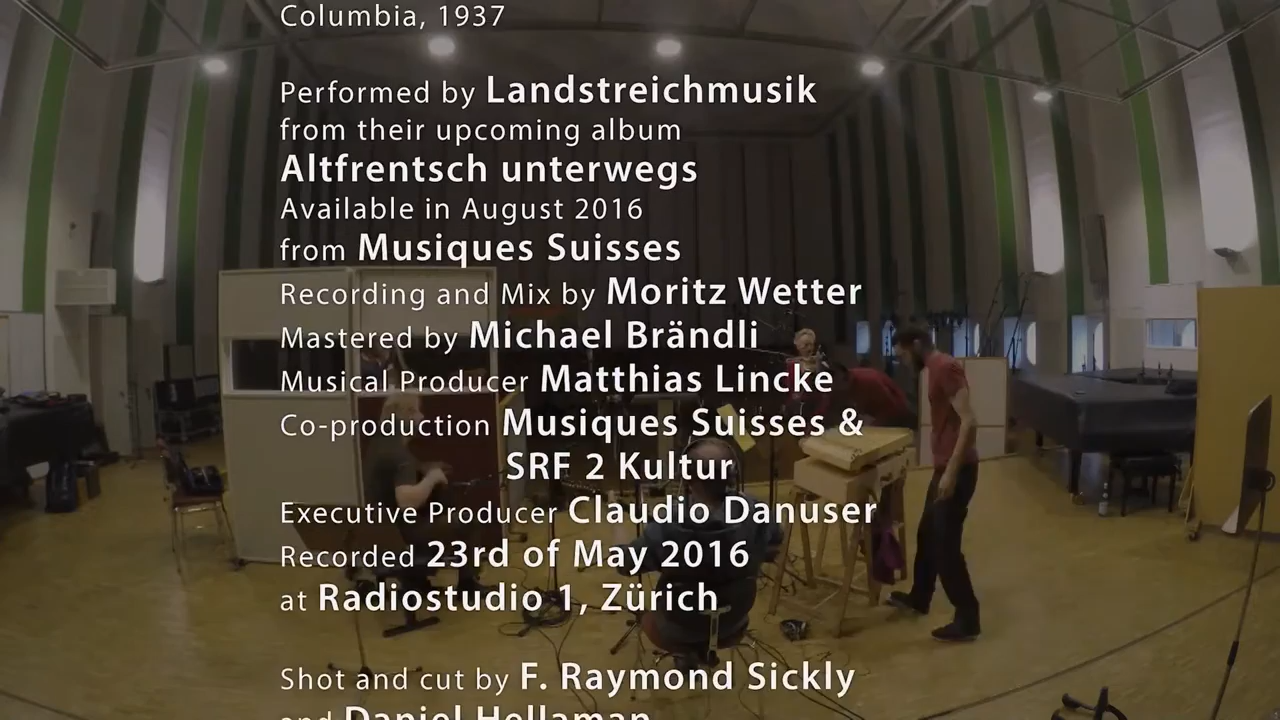 Columbia, 1937
Performed by Landstreichmusik
from their upcoming album
Altfrentsch unterwegs
Available in August 2016
from Musiques Suisses
Recording and Mix by Moritz Wetter
Mastered by Michael Brändli
Musical Producer Matthias Lincke
Co-production Musiques Suisses &
SRF 2 Kultur
Executive Producer Claudio Danuser
Recorded 23rd of May 2016
at Radiostudio 1, Zürich
Shot and cut by F. Raymond Sickly
and Daniel Hellaman